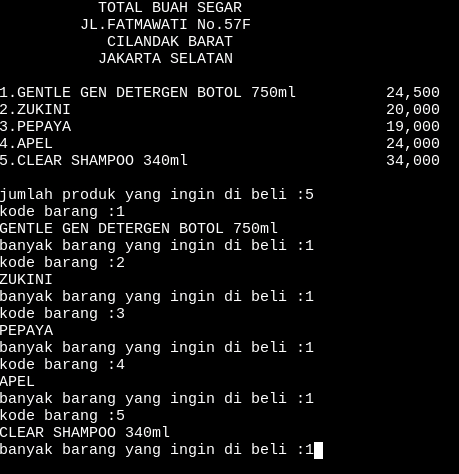 TOTAL BUAH SEGAR
JL.FATMAWATI No.57F
CILANDAK BARAT
JAKARTA SELATAN
1.GENTLE GEN DETERGEN BOTOL 750ml 24,500
2.ZUKINI 20,000
3.PEPAYA 19,000
4.APEL 24,000
5.CLEAR SHAMPOO 340ml 34,000
jumlah produk yang ingin di beli :5
kode barang :1
GENTLE GEN DETERGEN BOTOL 750ml
banyak barang yang ingin di beli :1
kode barang :2
ZUKINI
banyak barang yang ingin di beli :1
kode barang :3
PEPAYA
banyak barang yang ingin di beli :1
kode barang :4
APEL
banyak barang yang ingin di beli :1
kode barang :5
CLEAR SHAMPOO 340ml
banyak barang yang ingin di beli :1